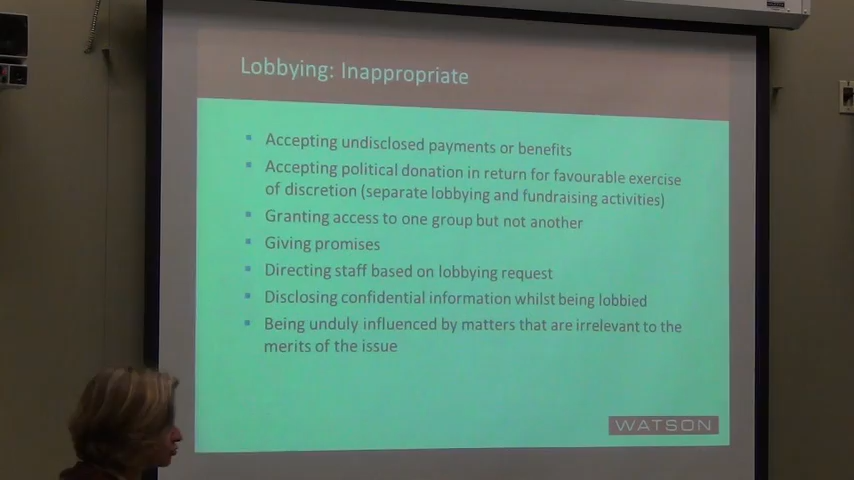 Lobbying: Inappropriate
Accepting undisclosed payments or benefits
Accepting political donation in return for favourable exercise
of discretion (separate lobbying and fundraising activities)
Granting access to one group but not another
Giving promises
Directing staff based on lobbying request
Disclosing confidential information whilst being lobbied
Being unduly influenced by matters that are irrelevant to the
merits of the issue
WATSON